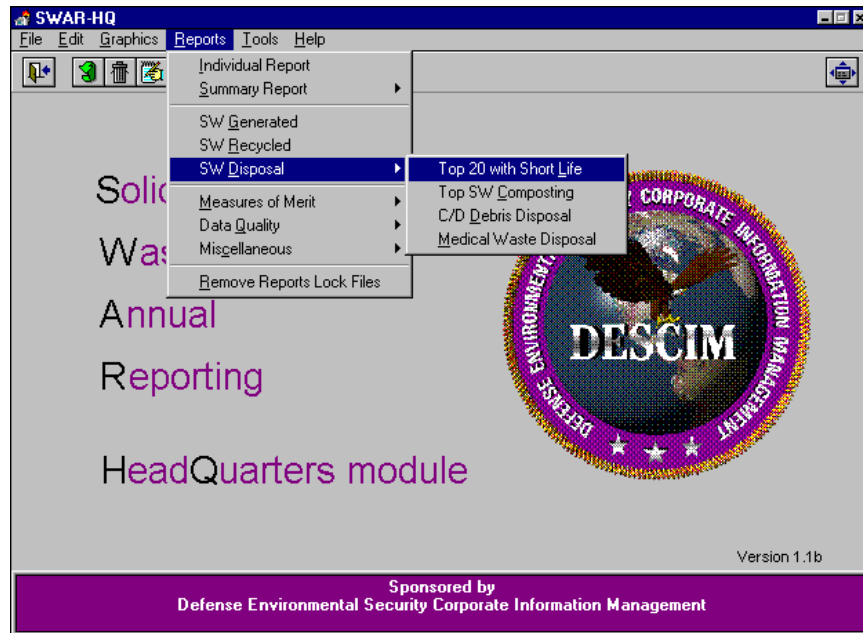 SWAR-HQ
File Edit Graphics Reports Tools Help
Individual Report
Summary Report
SW Generated
SW Recycled
SW Disposal
Measures of Merit
Data Quality
Miscellaneous
Remove Reports Lock Files
Top 20 with Short Life
Top SW Composting
C/D Debris Disposal
Medical Waste Disposal
Solid
Was
Annual
Reporting
HeadQuarters module
CORPORATE INFORMATION MANAGEMENT
DEFENSE ENVIRONMENTAL
DESCIM
Version 1.1b
Sponsored by
Defense Environmental Security Corporate Information Management